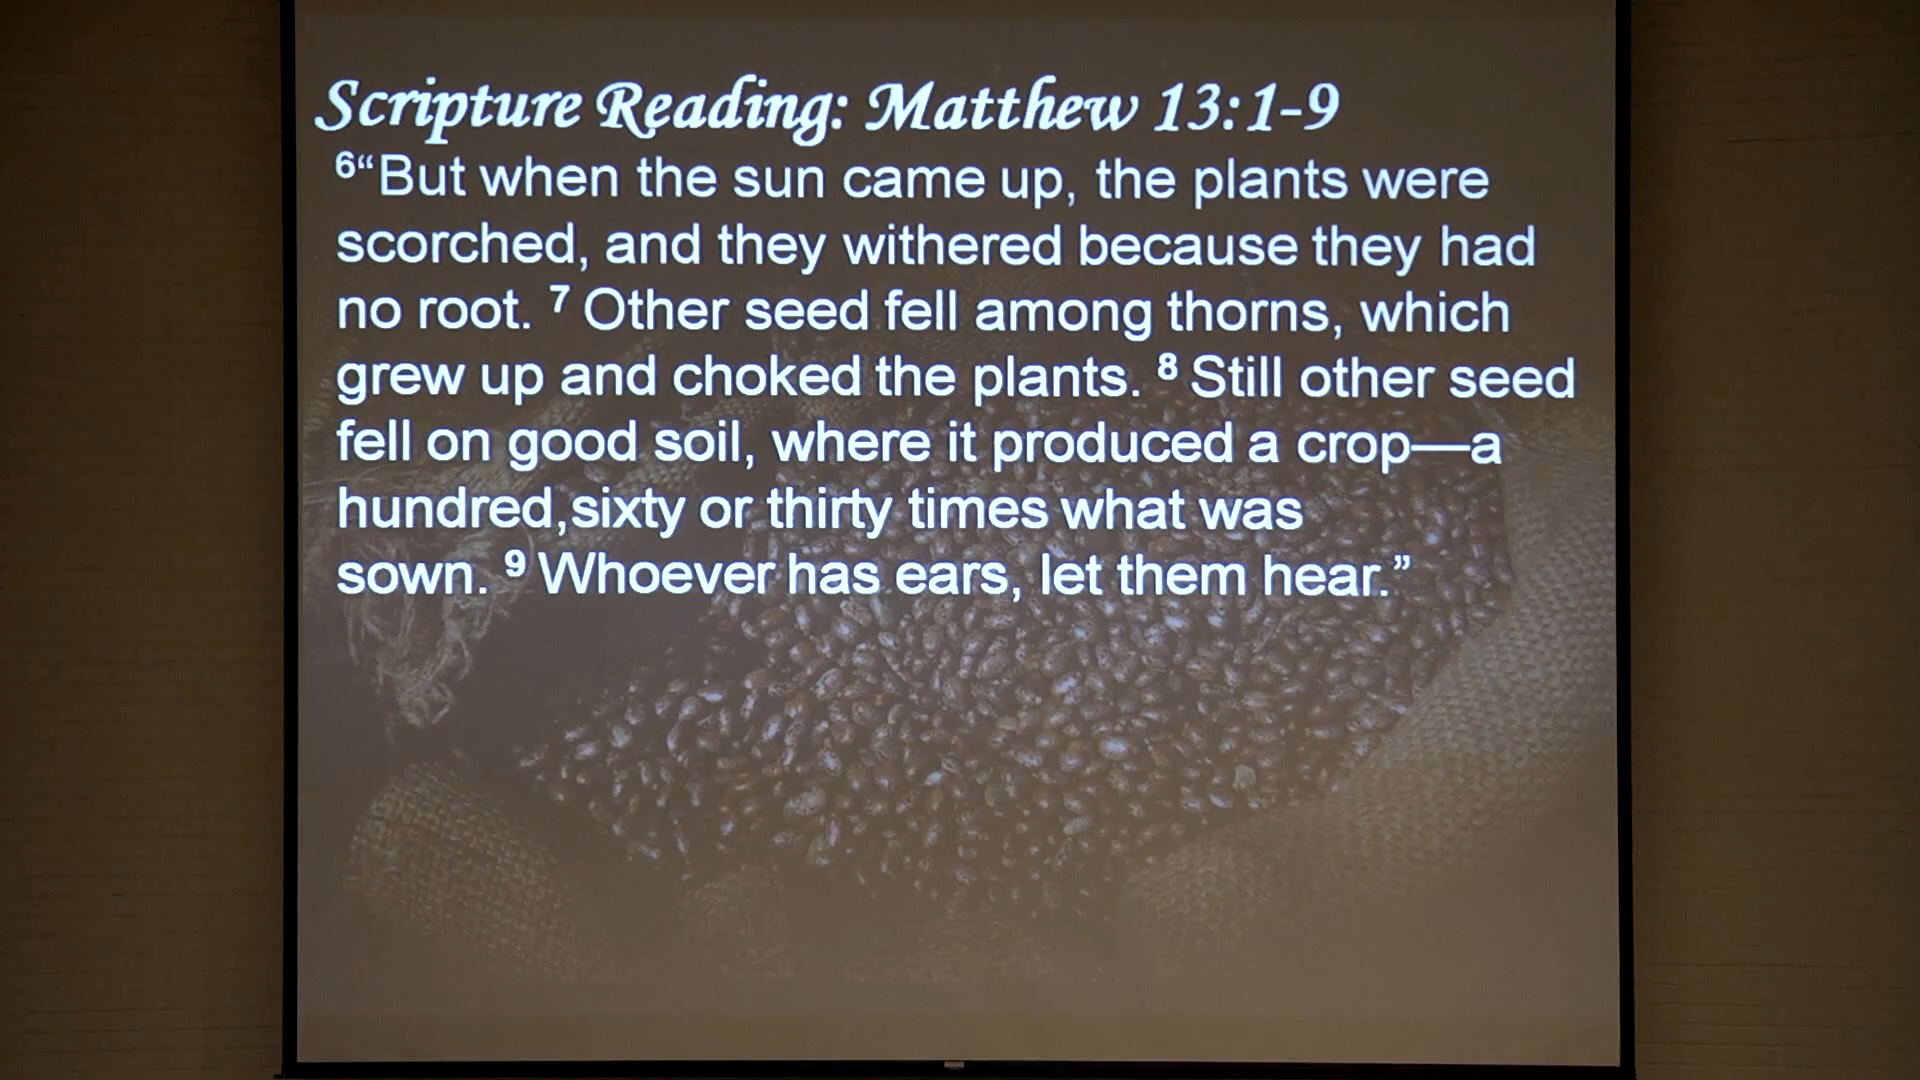 Scripture Reading: Matthew 13:1-9
6“But when the sun came up, the plants were
scorched, and they withered because they had
no root. 7 Other seed fell among thorns, which
grew up and choked the plants. 8 Still other seed
fell on good soil, where it produced a crop—a
hundred,sixty or thirty times what was
sown. 9 Whoever has ears, let them hear.”